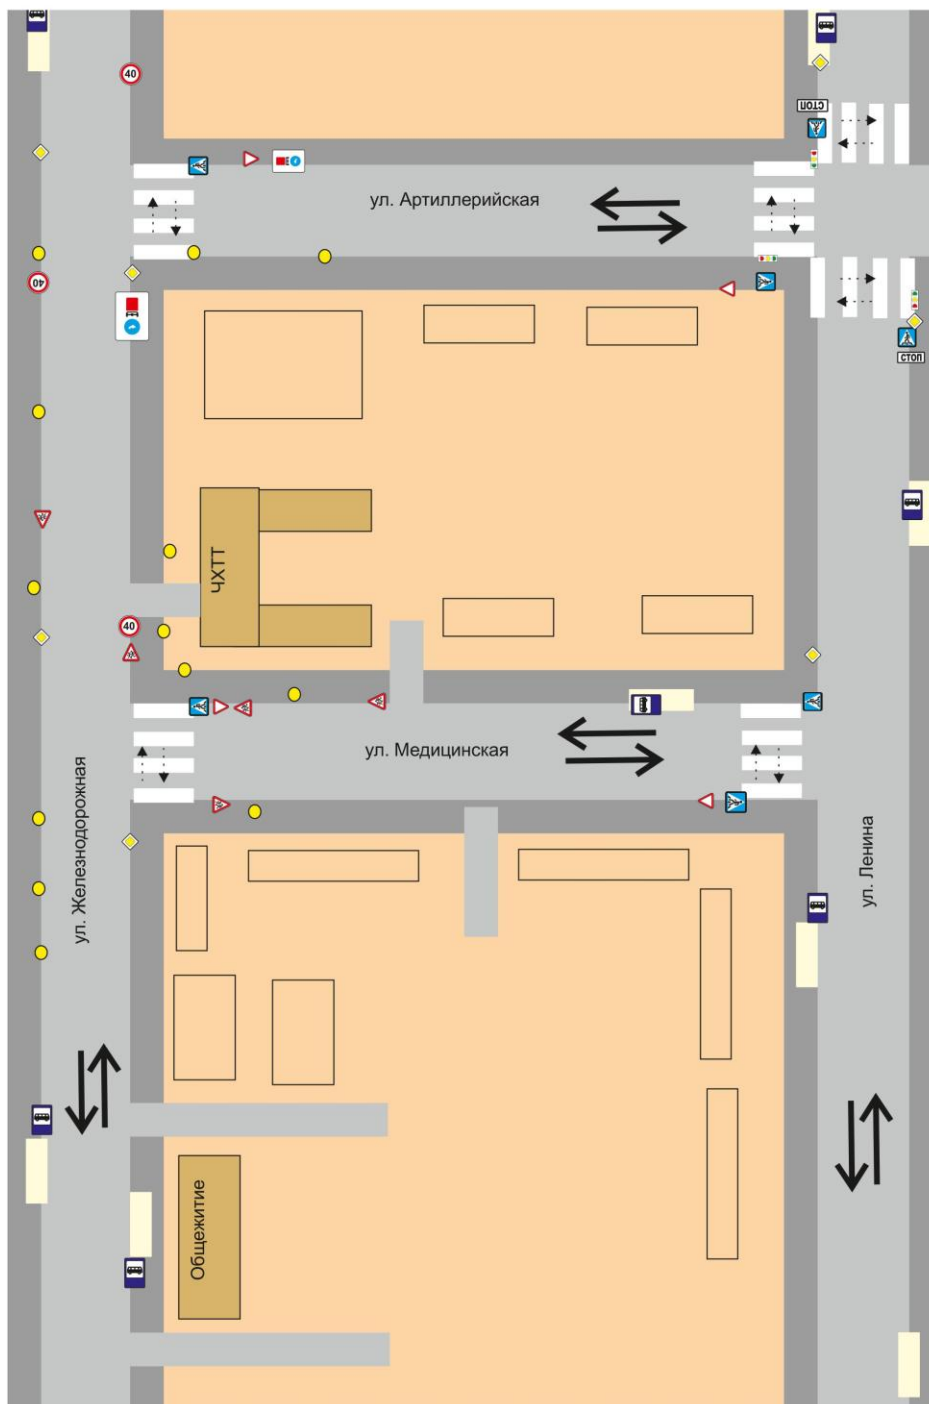 40
СТОП
ул. Артиллерийская
40
СТОП
ЧХТТ
40
ул. Медицинская
ул. Железнодорожная
ул. Ленина
Общежитие